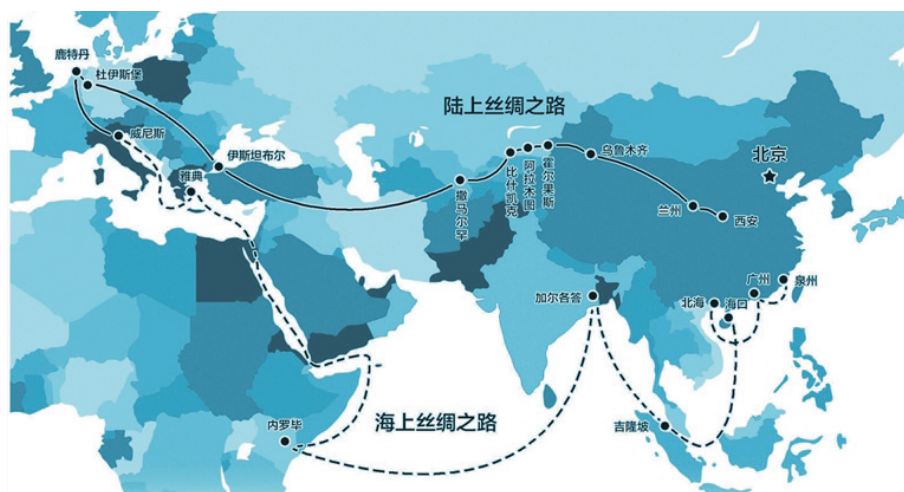 鹿特丹
杜伊斯堡
陆上丝绸之路
威尼斯
伊斯坦布尔
乌鲁木齐
北京
雅典
撒马尔罕
比什凯克
阿拉木图
霍尔果斯
兰州
西安
加尔各答
北海
海口
广州
泉州
海上丝绸之路
内罗毕
吉隆坡